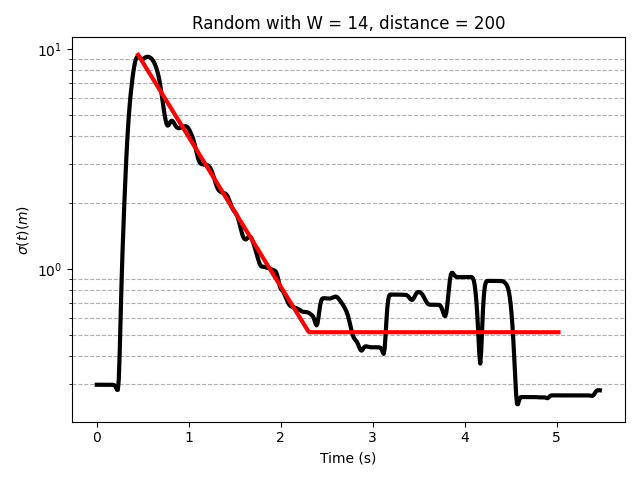 Random with W = 14, distance = 200
10¹
10⁰
σ(t)(m)
0 1 2 3 4 5
Time (s)